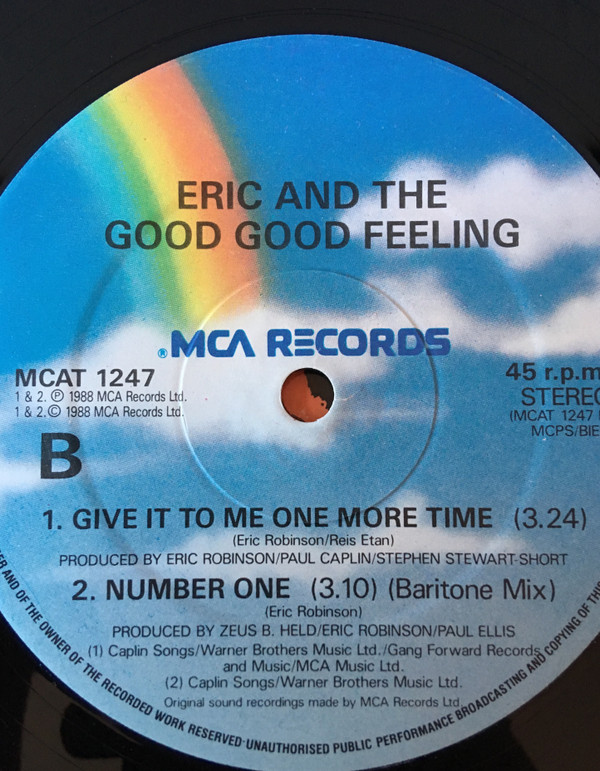 ERIC AND THE
GOOD GOOD FEELING
® MCA RECORDS
MCAT 1247
1 & 2. ℗ 1988 MCA Records Ltd.
1 & 2. © 1988 MCA Records Ltd.
45 r.p.m
STEREO
(MCAT 1247
MCPS/BIE
B
1. GIVE IT TO ME ONE MORE TIME (3.24)
(Eric Robinson/Reis Etan)
PRODUCED BY ERIC ROBINSON/PAUL CAPLIN/STEPHEN STEWART-SHORT
2. NUMBER ONE (3.10) (Baritone Mix)
(Eric Robinson)
PRODUCED BY ZEUS B. HELD/ERIC ROBINSON/PAUL ELLIS
(1) Caplin Songs/Warner Brothers Music Ltd./Gang Forward Records
and Music/MCA Music Ltd.
(2) Caplin Songs/Warner Brothers Music Ltd.
Original sound recordings made by MCA Records Ltd.
AND OF THE OWNER OF THE RECORDED WORK RESERVED·UNAUTHORISED PUBLIC PERFORMANCE BROADCASTING AND COPYING OF THIS